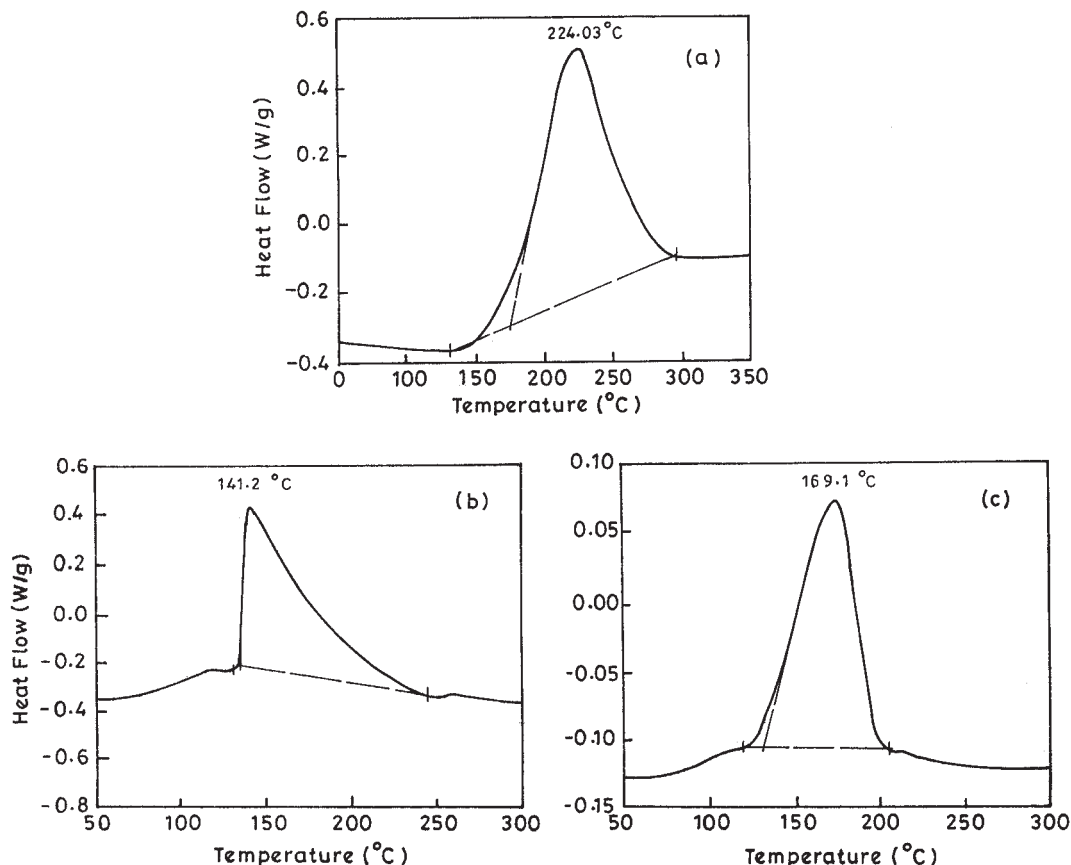 224.03°C
(a)
0.6
0.4
0.2
0.0
-0.2
-0.4
Heat Flow (W/g)
0 100 150 200 250 300 350
Temperature (°C)
141.2 °C
(b)
0.6
0.4
0.2
0.0
-0.2
-0.4
-0.6
-0.8
Heat Flow (W/g)
50 100 150 200 250 300
Temperature (°C)
169.1 °C
(c)
0.10
0.05
0.00
-0.05
-0.10
-0.15
50 100 150 200 250 300
Temperature (°C)